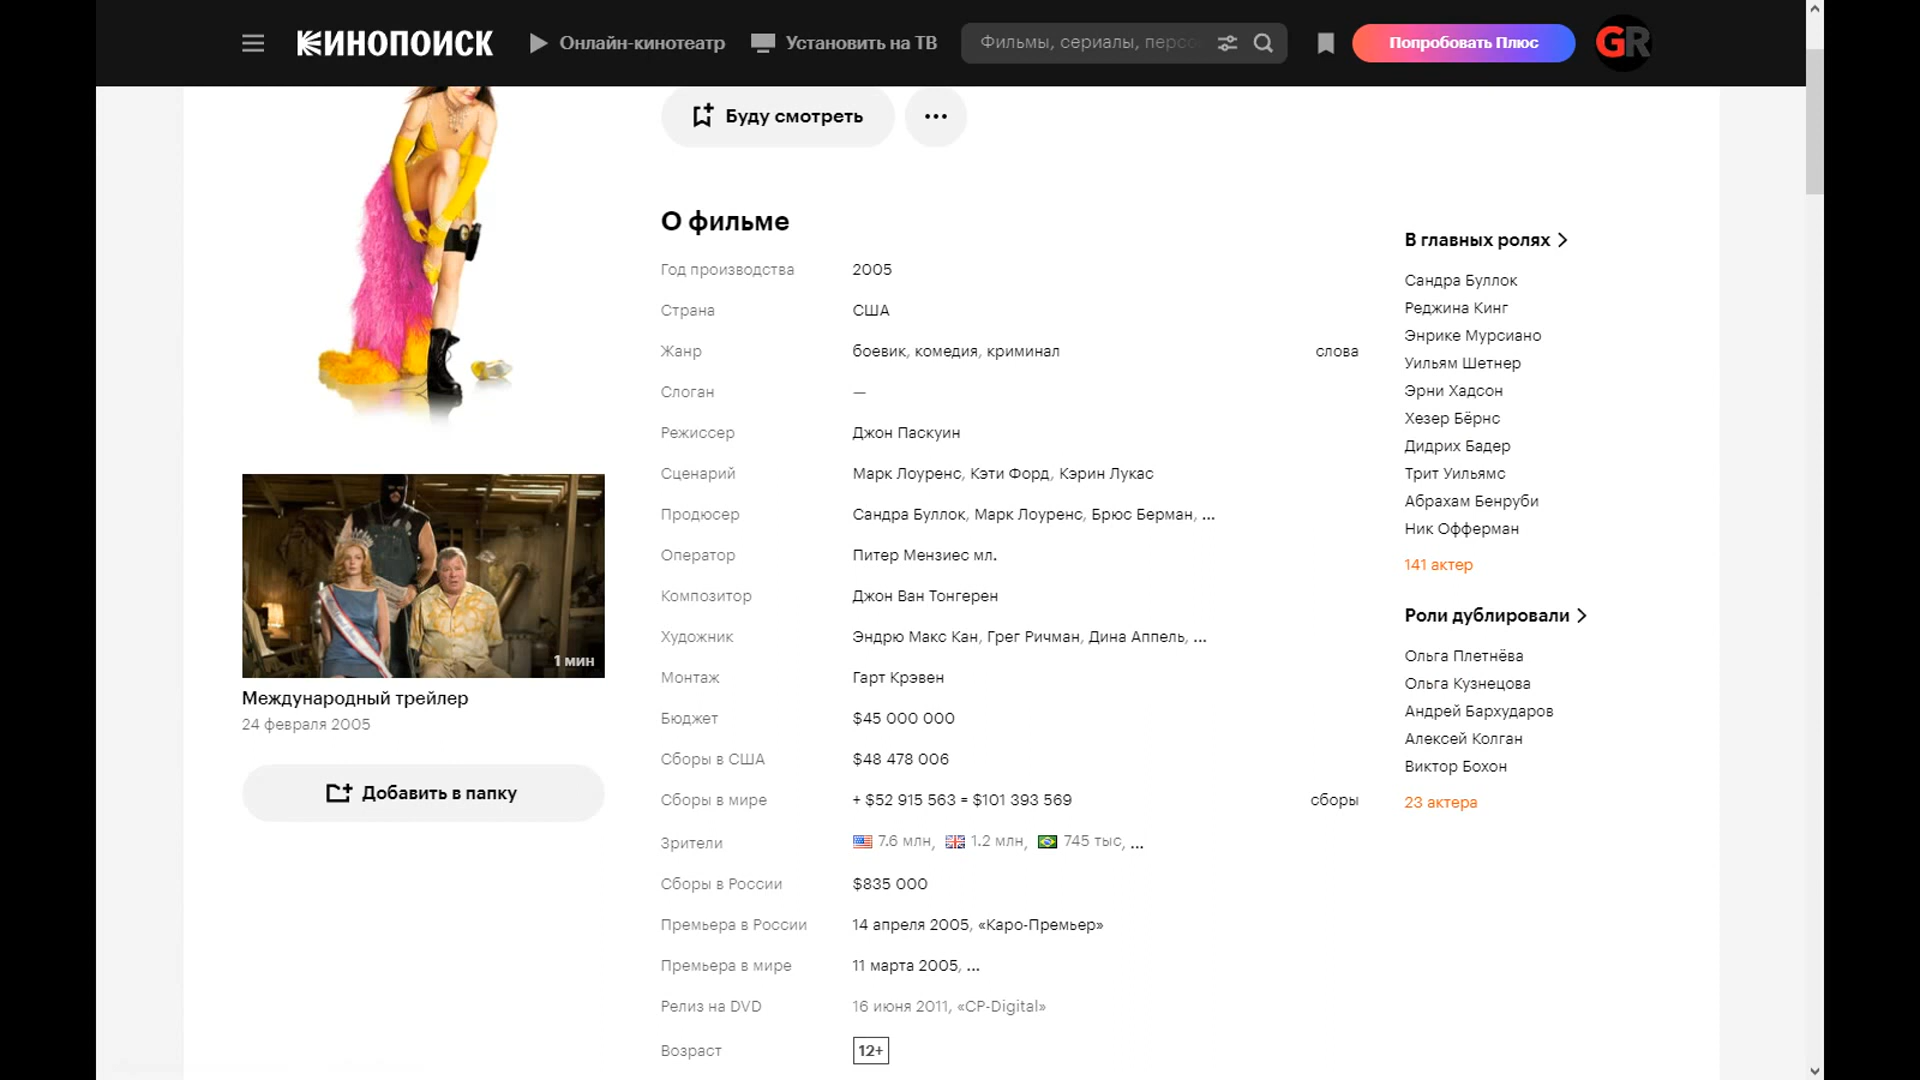 КИНОПОИСК
Онлайн-кинотеатр
Установить на ТВ
Фильмы, сериалы, персо
Попробовать Плюс
GR
Буду смотреть
...
О фильме
Год производства 2005
Страна США
Жанр боевик, комедия, криминал слова
Слоган —
Режиссер Джон Паскуин
Сценарий Марк Лоуренс, Кэти Форд, Кэрин Лукас
Продюсер Сандра Буллок, Марк Лоуренс, Брюс Берман, ...
Оператор Питер Мензиес мл.
Композитор Джон Ван Тонгерен
Художник Эндрю Макс Кан, Грег Ричман, Дина Аппель, ...
Монтаж Гарт Крэвен
Бюджет $45 000 000
Сборы в США $48 478 006
Сборы в мире + $52 915 563 = $101 393 569 сборы
Зрители 7.6 млн, 1.2 млн, 745 тыс, ...
Сборы в России $835 000
Премьера в России 14 апреля 2005, «Каро-Премьер»
Премьера в мире 11 марта 2005, ...
Релиз на DVD 16 июня 2011, «CP-Digital»
Возраст 12+
1 мин
Международный трейлер
24 февраля 2005
Добавить в папку
В главных ролях
Сандра Буллок
Реджина Кинг
Энрике Мурсиано
Уильям Шетнер
Эрни Хадсон
Хезер Бёрнс
Дидрих Бадер
Трит Уильямс
Абрахам Бенруби
Ник Офферман
141 актер
Роли дублировали
Ольга Плетнёва
Ольга Кузнецова
Андрей Бархударов
Алексей Колган
Виктор Бохон
23 актера